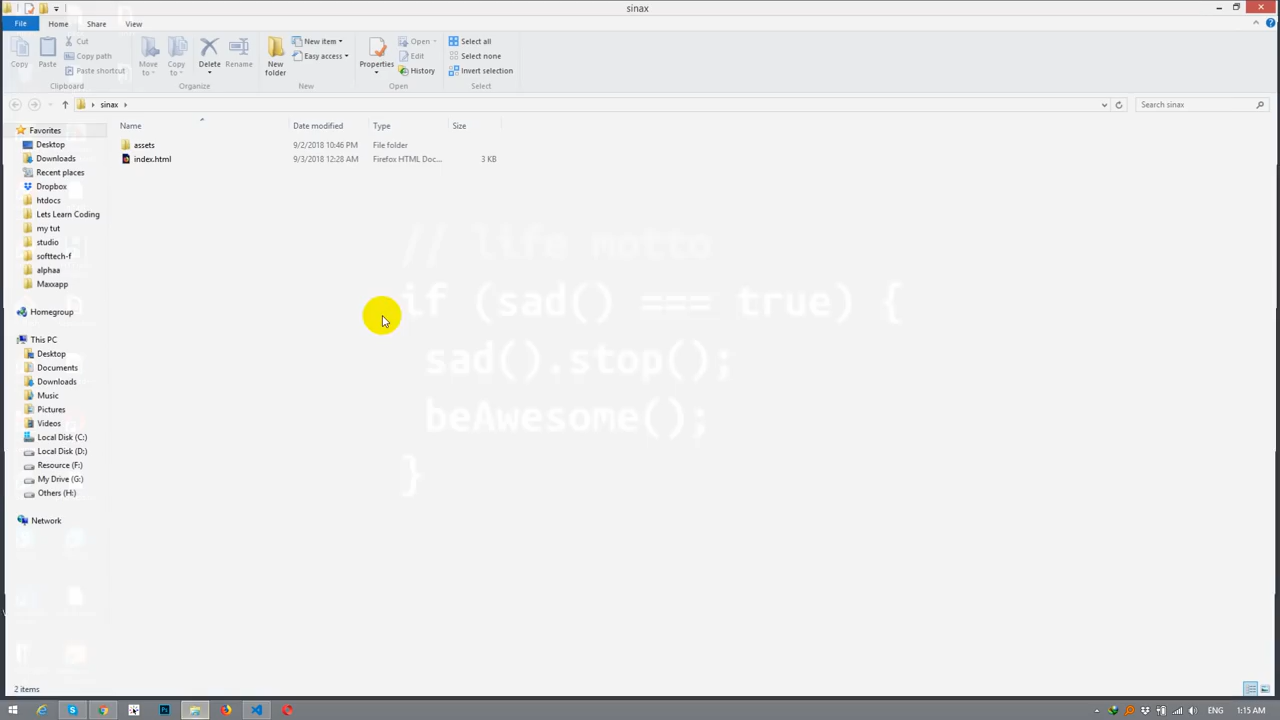 sinax
File
Home
Share
View
Copy
Paste
Cut
Copy path
Paste shortcut
Clipboard
Move to
Copy to
Delete
Rename
Organize
New folder
New item
Easy access
New
Properties
Open
Edit
History
Open
Select all
Select none
Invert selection
Select
sinax
Search sinax
Name
Date modified
Type
Size
assets
9/2/2018 10:46 PM
File folder
index.html
9/3/2018 12:28 AM
Firefox HTML Doc...
3 KB
Favorites
Desktop
Downloads
Recent places
Dropbox
htdocs
Lets Learn Coding
my tut
studio
softtech-f
alphaa
Maxxapp
Homegroup
This PC
Desktop
Documents
Downloads
Music
Pictures
Videos
Local Disk (C:)
Local Disk (D:)
Resource (F:)
My Drive (G:)
Others (H:)
Network
// Life motto
if (sad() === true) {
sad().stop();
beAwesome();
}
2 items
ENG
1:15 AM